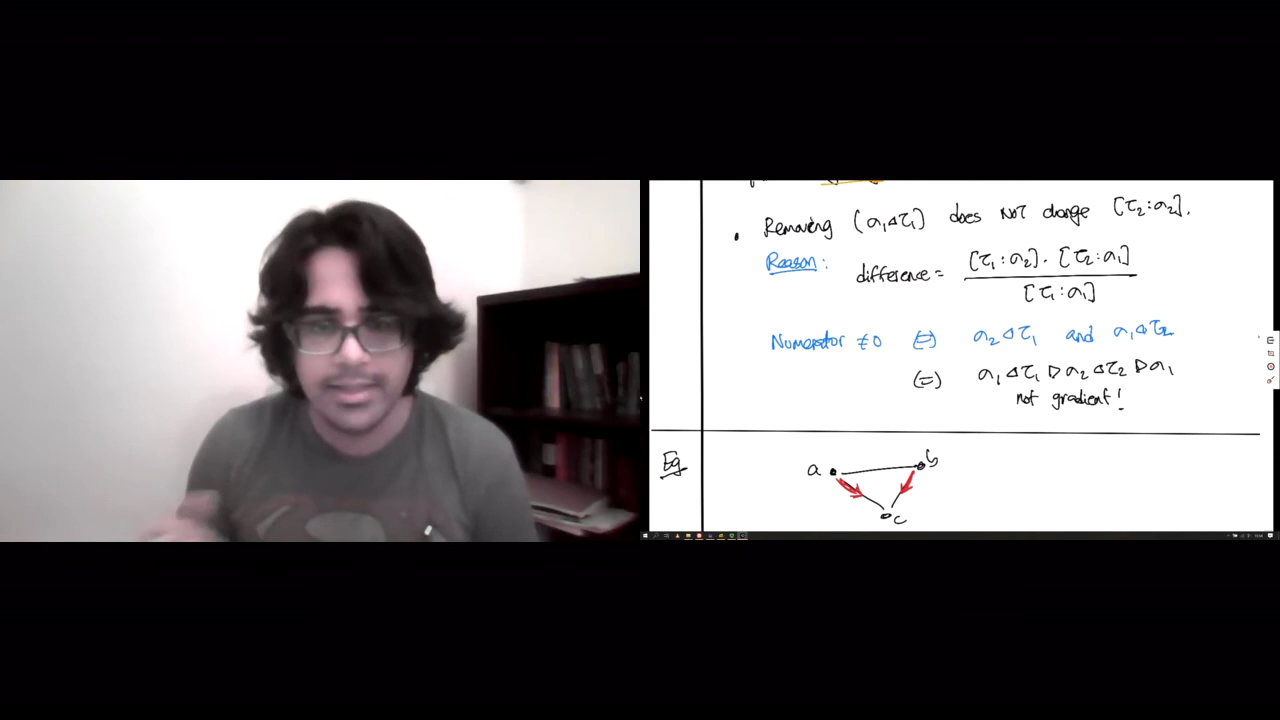 • Removing (σ₁ ◁ τ₁) does NOT change [τ₂:σ₂].
Reason: difference = [τ₁:σ₂] · [τ₂:σ₁] / [τ₁:σ₁]
Numerator ≠ 0 ⇔ σ₂ ◁ τ₁ and σ₁ ◁ τ₂
⇔ σ₁ ◁ τ₁ ▷ σ₂ ◁ τ₂ ▷ σ₁
not gradient!
Eg
a b
c